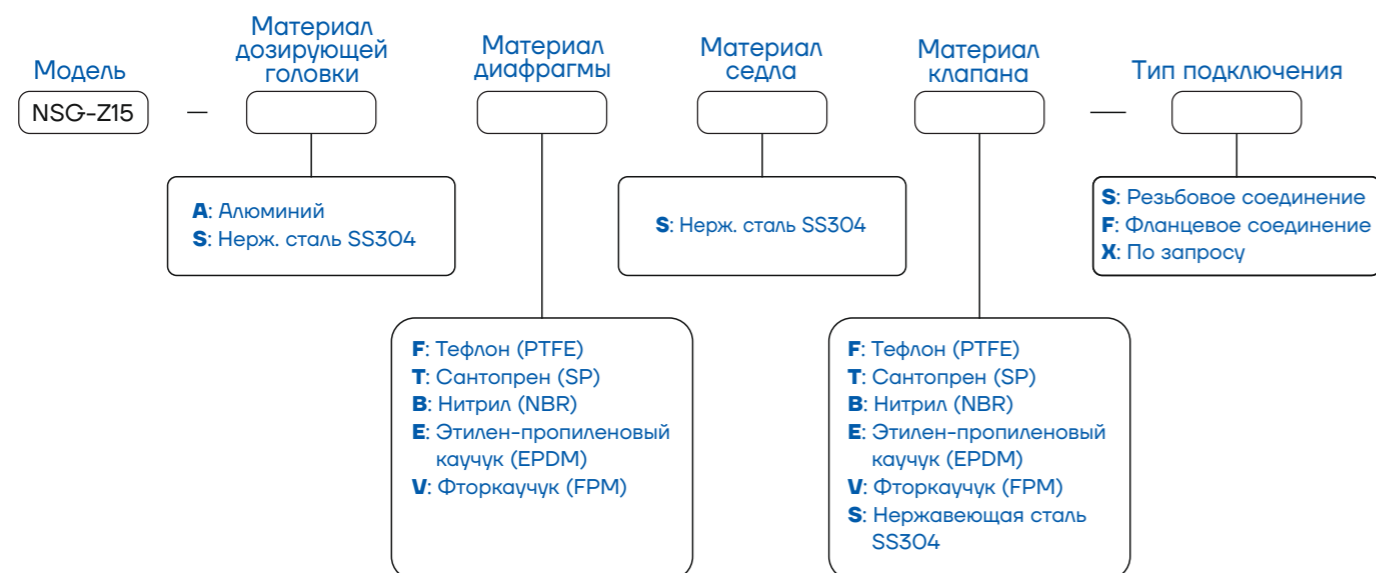 Модель
Материал
дозирующей
головки
Материал
диафрагмы
Материал
седла
Материал
клапана
Тип подключения
NSG-Z15
—
—
A: Алюминий
S: Нерж. сталь SS304
S: Нерж. сталь SS304
S: Резьбовое соединение
F: Фланцевое соединение
X: По запросу
F: Тефлон (PTFE)
T: Сантопрен (SP)
B: Нитрил (NBR)
E: Этилен-пропиленовый
каучук (EPDM)
V: Фторкаучук (FPM)
F: Тефлон (PTFE)
T: Сантопрен (SP)
B: Нитрил (NBR)
E: Этилен-пропиленовый
каучук (EPDM)
V: Фторкаучук (FPM)
S: Нержавеющая сталь
SS304